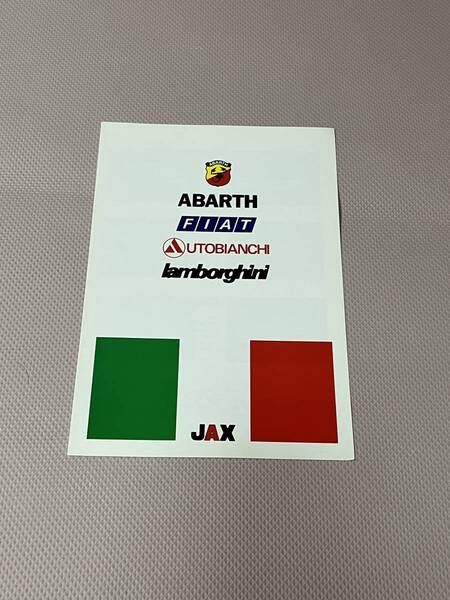 ABARTH
ABARTH
FIAT
AUTOBIANCHI
lamborghini
JAX